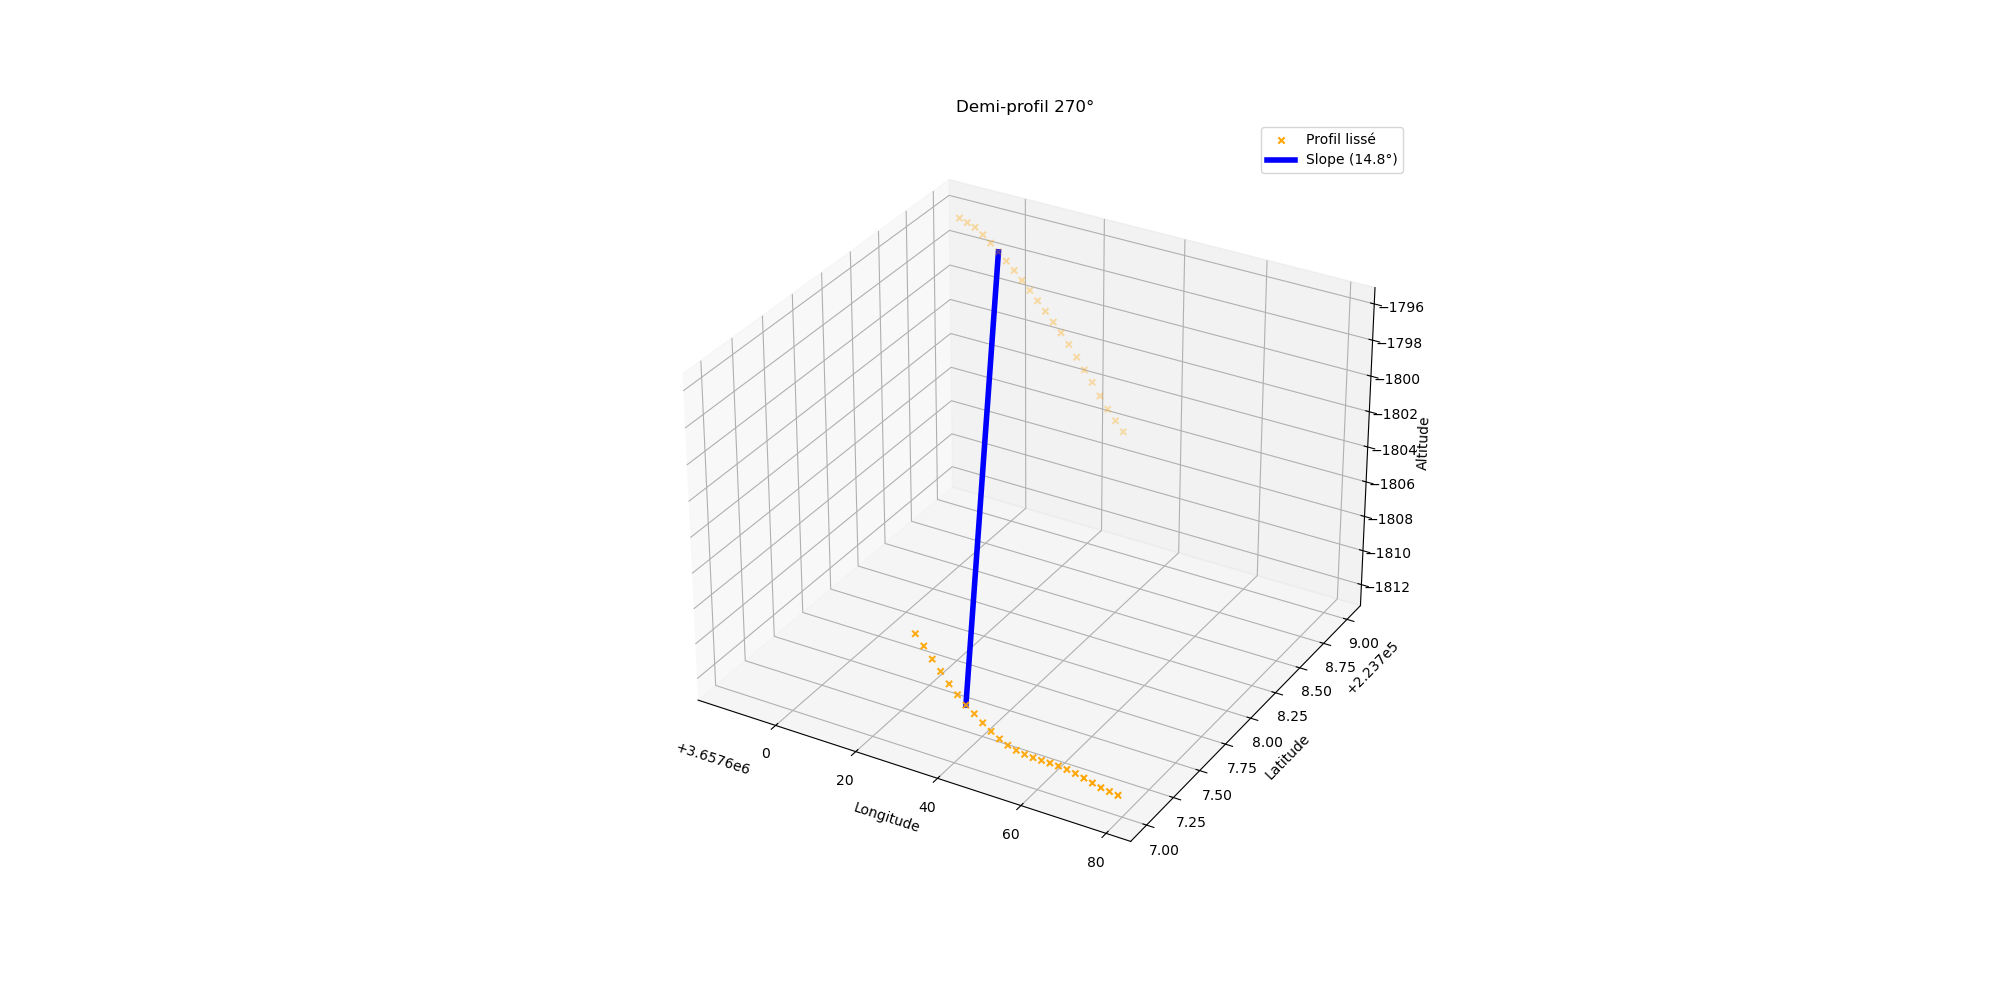 Demi-profil 270°
Profil lissé
Slope (14.8°)
−1796
−1798
−1800
−1802
−1804
−1806
−1808
−1810
−1812
Altitude
9.00
8.75
8.50
8.25
8.00
7.75
7.50
7.25
7.00
+2.237e5
Latitude
0
20
40
60
80
+3.6576e6
Longitude